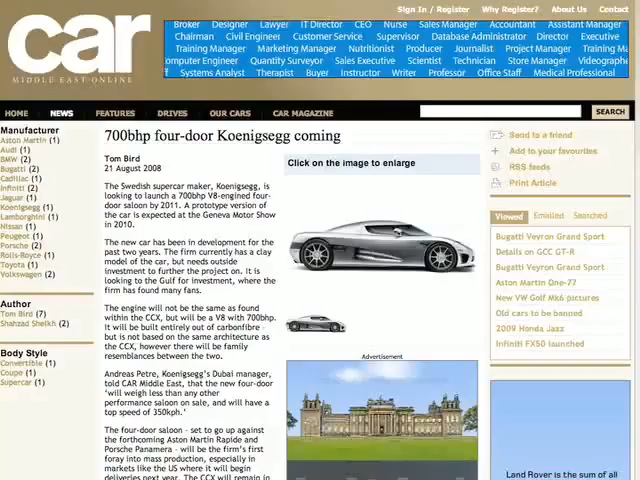 Sign In / Register
Why Register?
About Us
Contact
car
MIDDLE EAST ONLINE
Broker Designer Lawyer IT Director CEO Nurse Sales Manager Accountant Assistant Manager
Chairman Civil Engineer Customer Service Supervisor Database Administrator Director Executive
Training Manager Marketing Manager Nutritionist Producer Journalist Project Manager Training Ma
omputer Engineer Quantity Surveyor Sales Executive Scientist Technician Store Manager Videographe
Systems Analyst Therapist Buyer Instructor Writer Professor Office Staff Medical Professional
HOME NEWS FEATURES DRIVES OUR CARS CAR MAGAZINE
SEARCH
Manufacturer
Aston Martin (1)
Audi (1)
BMW (2)
Bugatti (2)
Cadillac (1)
Infiniti (2)
Jaguar (1)
Koenigsegg (1)
Lamborghini (1)
Nissan (1)
Peugeot (1)
Porsche (2)
Rolls-Royce (1)
Toyota (1)
Volkswagen (2)
Author
Tom Bird (7)
Shahzad Sheikh (2)
Body Style
Convertible (1)
Coupe (1)
Supercar (1)
700bhp four-door Koenigsegg coming
Tom Bird
21 August 2008
The Swedish supercar maker, Koenigsegg, is
looking to launch a 700bhp V8-engined four-
door saloon by 2011. A prototype version of
the car is expected at the Geneva Motor Show
in 2010.
The new car has been in development for the
past two years. The firm currently has a clay
model of the car, but needs outside
investment to further the project on. It is
looking to the Gulf for investment, where the
firm has found many fans.
The engine will not be the same as found
within the CCX, but will be a V8 with 700bhp.
It will be built entirely out of carbonfibre –
but is not based on the same architecture as
the CCX, however there will be family
resemblances between the two.
Andreas Petre, Koenigsegg's Dubai manager,
told CAR Middle East, that the new four-door
‘will weigh less than any other
performance saloon on sale, and will have a
top speed of 350kph.’
The four-door saloon – set to go up against
the forthcoming Aston Martin Rapide and
Porsche Panamera – will be the firm's first
foray into mass production, especially in
markets like the US where it will begin
deliveries next year. The CCX will remain in
Click on the image to enlarge
Advertisement
Send to a friend
Add to your favourites
RSS feeds
Print Article
Viewed Emailed Searched
Bugatti Veyron Grand Sport
Details on GCC GT-R
Bugatti Veyron Grand Sport
Aston Martin One-77
New VW Golf Mk6 pictures
Old cars to be banned
2009 Honda Jazz
Infiniti FX50 launched
Land Rover is the sum of all